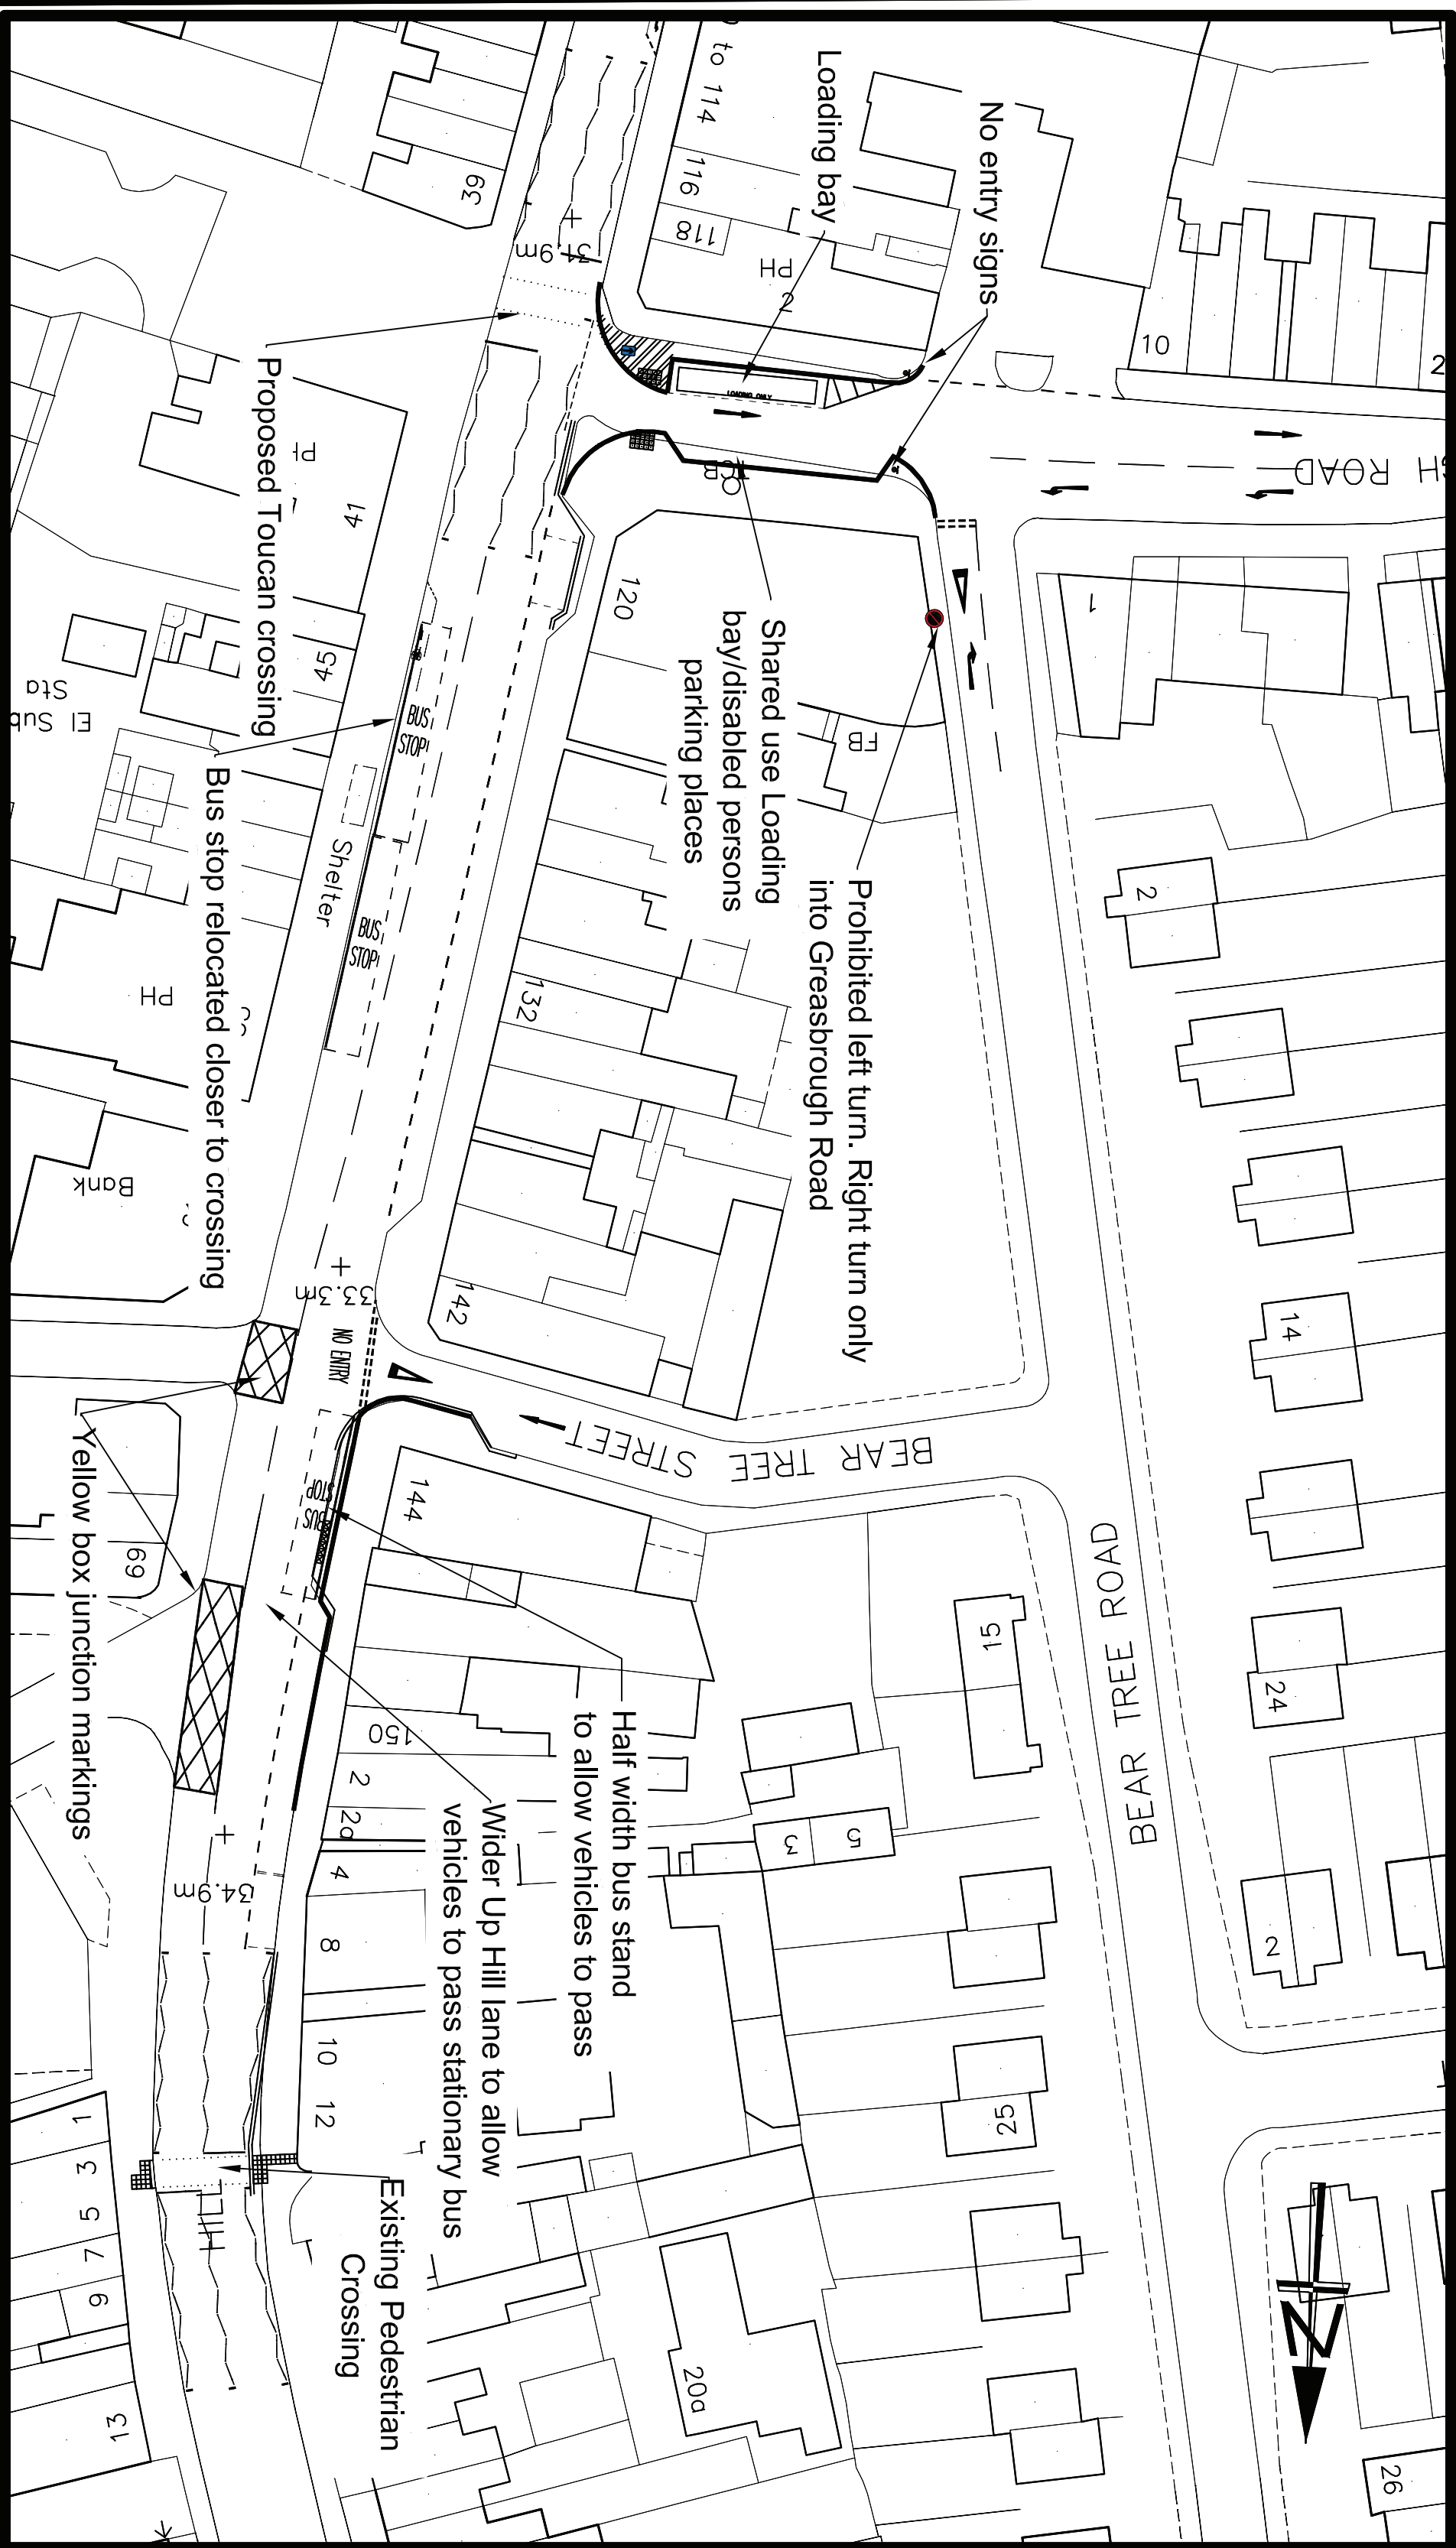 No entry signs
Loading bay
Proposed Toucan crossing
Shared use Loading
bay/disabled persons
parking places
Prohibited left turn. Right turn only
into Greasbrough Road
Bus stop relocated closer to crossing
Yellow box junction markings
Half width bus stand
to allow vehicles to pass
Wider Up Hill lane to allow
vehicles to pass stationary bus
Existing Pedestrian
Crossing
to 114
116
118
PH
2
10
2
39
31.9m
LOADING ONLY
TCB
ROAD
41
45
El Sub
Sta
BUS
STOP
Shelter
BUS
STOP
PH
Bank
120
132
142
EB
1
2
14
24
2
33.3m
NO ENTRY
BEAR TREE STREET
BEAR TREE ROAD
144
BUS
STOP
69
150
2
2a
4
8
10
12
34.9m
15
3
5
25
20a
26
HILL
1
3
5
7
9
13
N